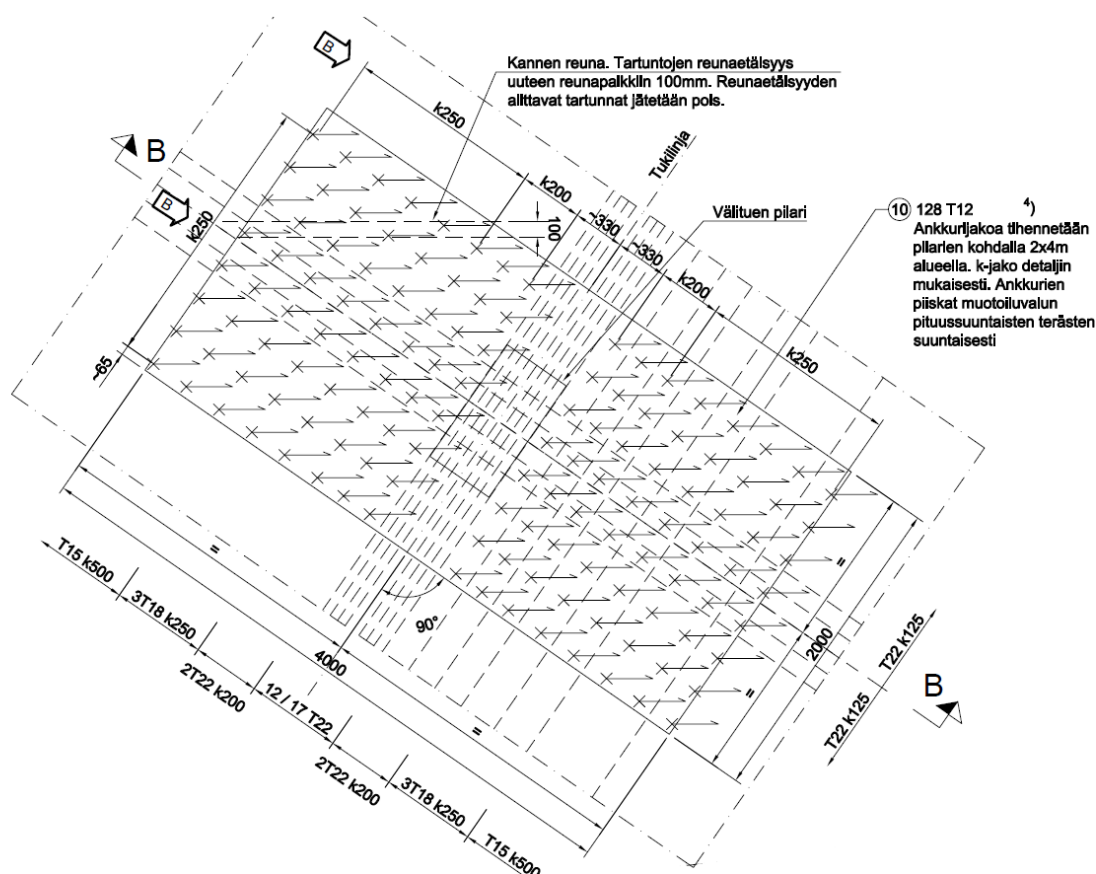 B
Kannen reuna. Tartuntojen reunaetälsyys
uuteen reunapalkkiin 100mm. Reunaetälsyyden
alittavat tartunnat jätetään pois.
k250
B
Tukilinja
B
k200
Välituen pilari
10 128 T12 4)
Ankkurijakoa tihennetään
pilarien kohdalla 2x4m
alueella. k-jako detaljin
mukaisesti. Ankkurien
piiskat muotoiluvalun
pituussuuntaisten terästen
suuntaisesti
k250
100
~330
~330
k200
k250
~65
=
=
T15 k500
3T18 k250
90°
2000
T22 k125
4000
=
2T22 k200
12 / 17 T22
=
B
T22 k125
2T22 k200
3T18 k250
T15 k500